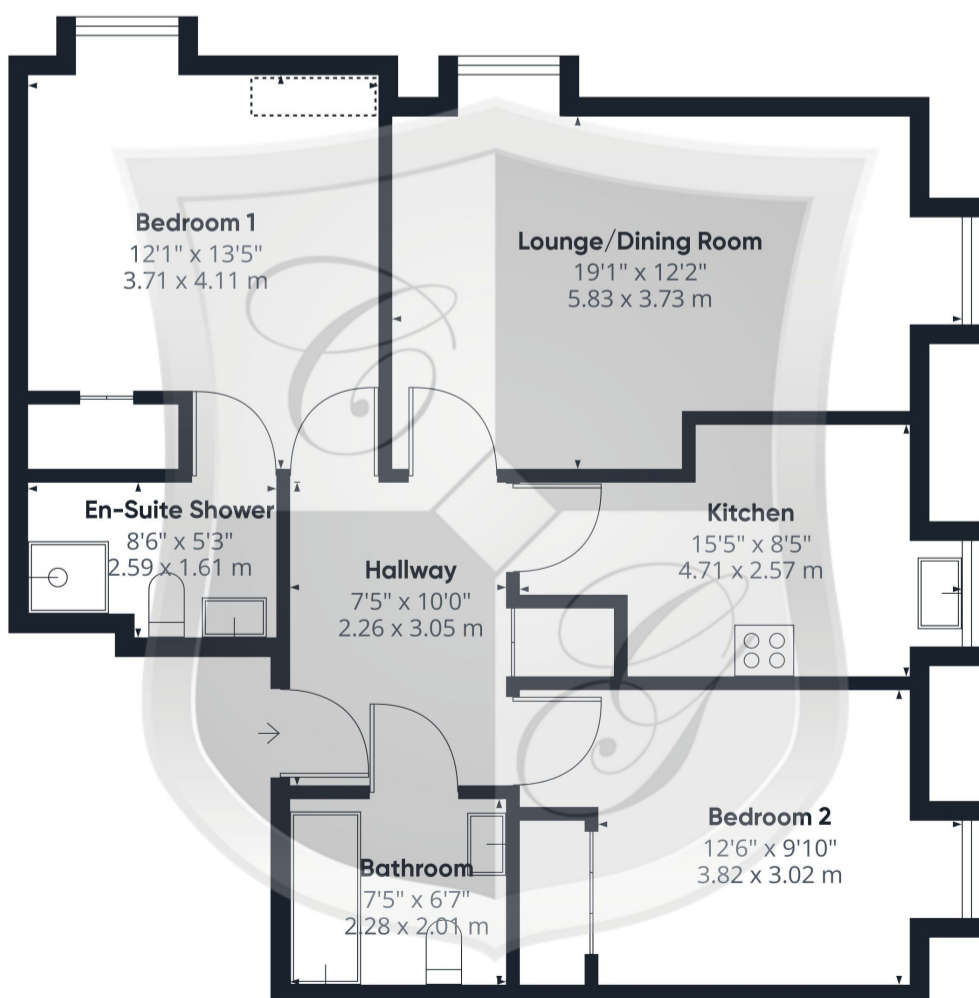 Bedroom 1
12'1" x 13'5"
3.71 x 4.11 m
Lounge/Dining Room
19'1" x 12'2"
5.83 x 3.73 m
En-Suite Shower
8'6" x 5'3"
2.59 x 1.61 m
Hallway
7'5" x 10'0"
2.26 x 3.05 m
Kitchen
15'5" x 8'5"
4.71 x 2.57 m
Bathroom
7'5" x 6'7"
2.28 x 2.01 m
Bedroom 2
12'6" x 9'10"
3.82 x 3.02 m
C
G